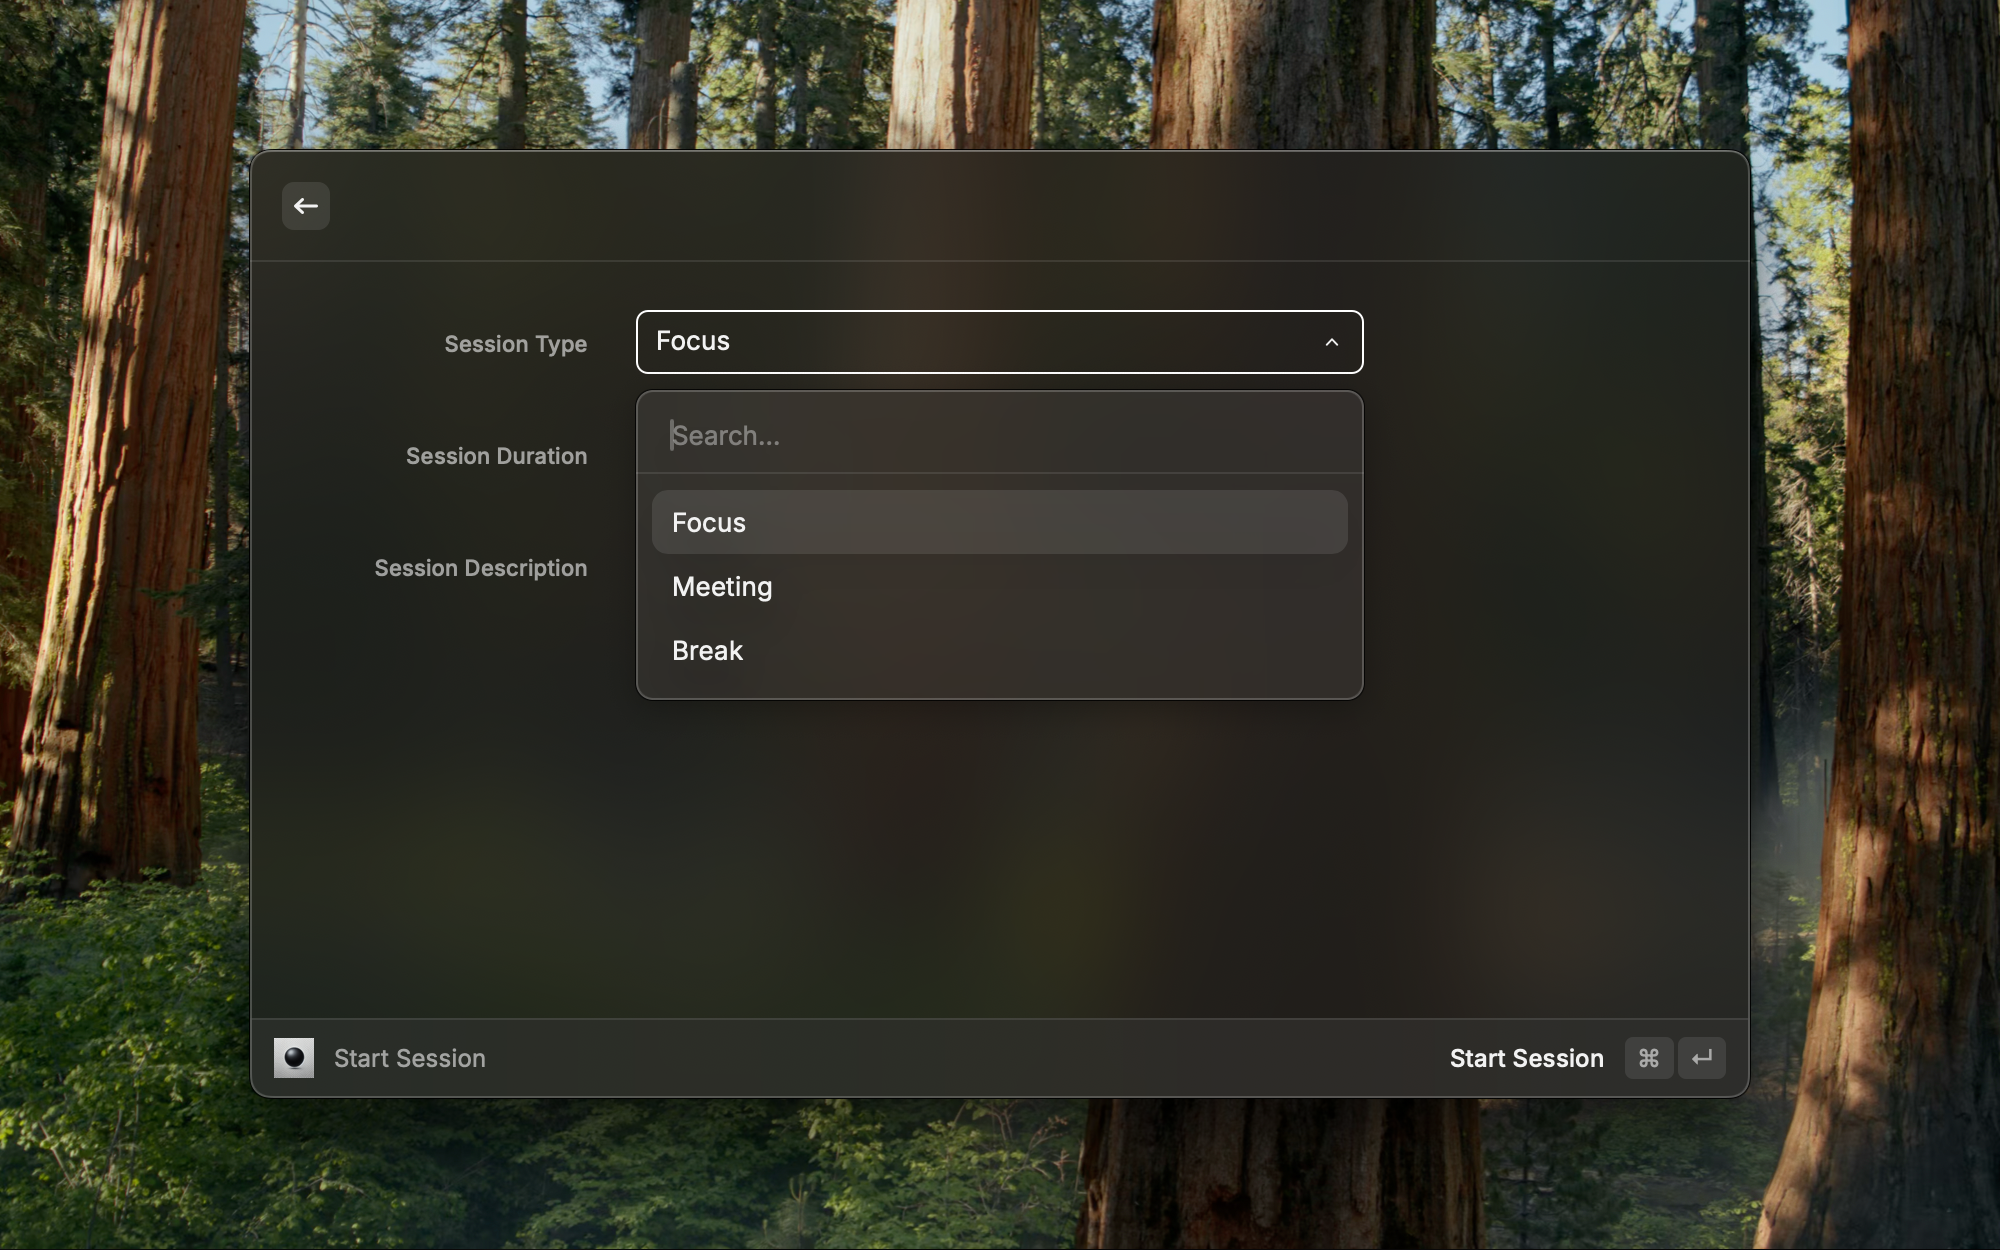 Session Type
Focus
Search...
Session Duration
Focus
Session Description
Meeting
Break
Start Session
Start Session ⌘ ↵